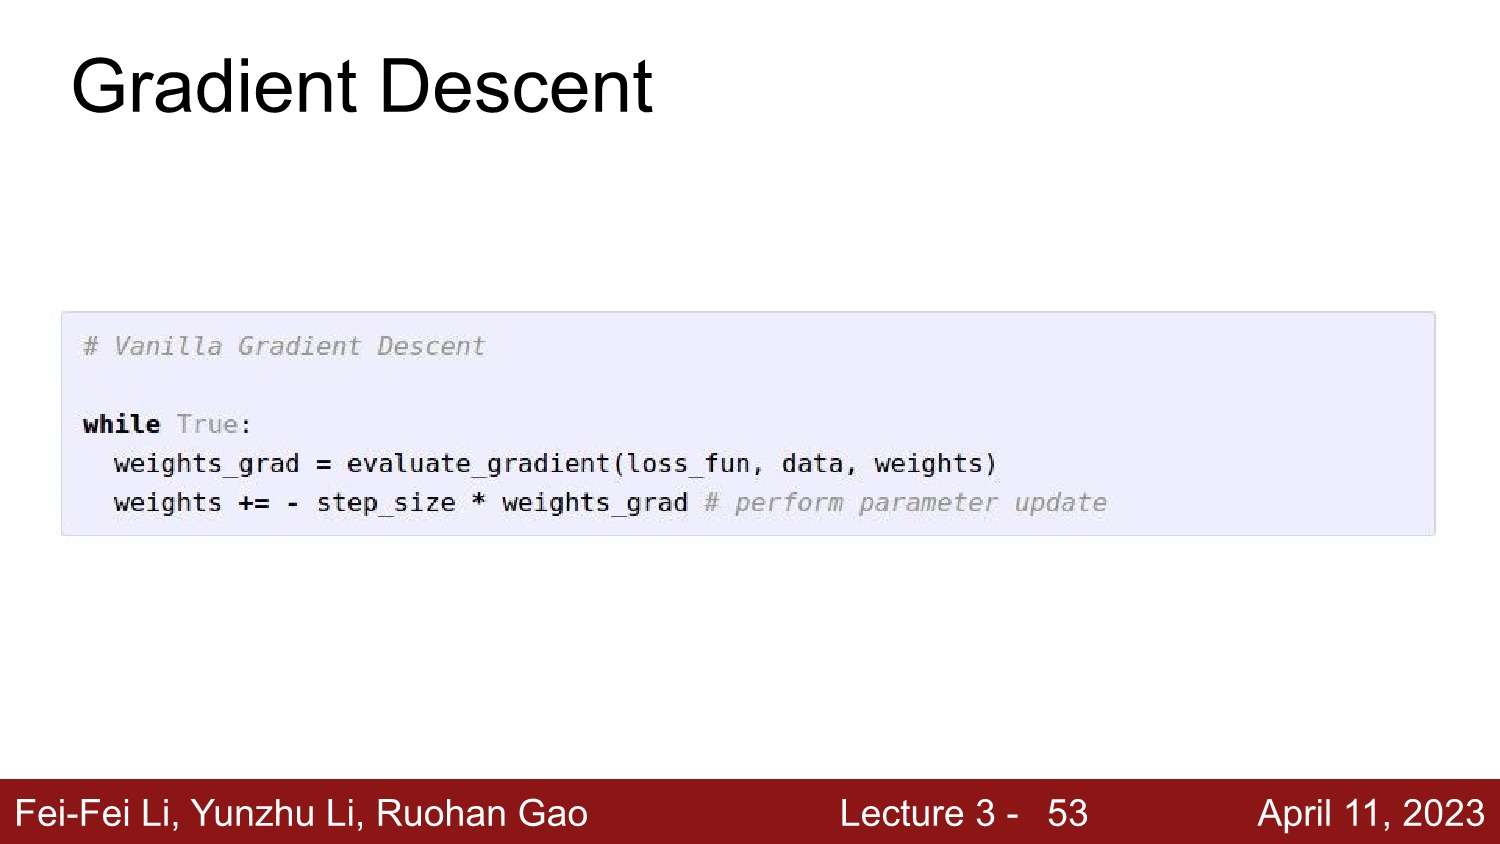 Gradient Descent
# Vanilla Gradient Descent
while True:
  weights_grad = evaluate_gradient(loss_fun, data, weights)
  weights += - step_size * weights_grad # perform parameter update
Fei-Fei Li, Yunzhu Li, Ruohan Gao Lecture 3 - 53 April 11, 2023